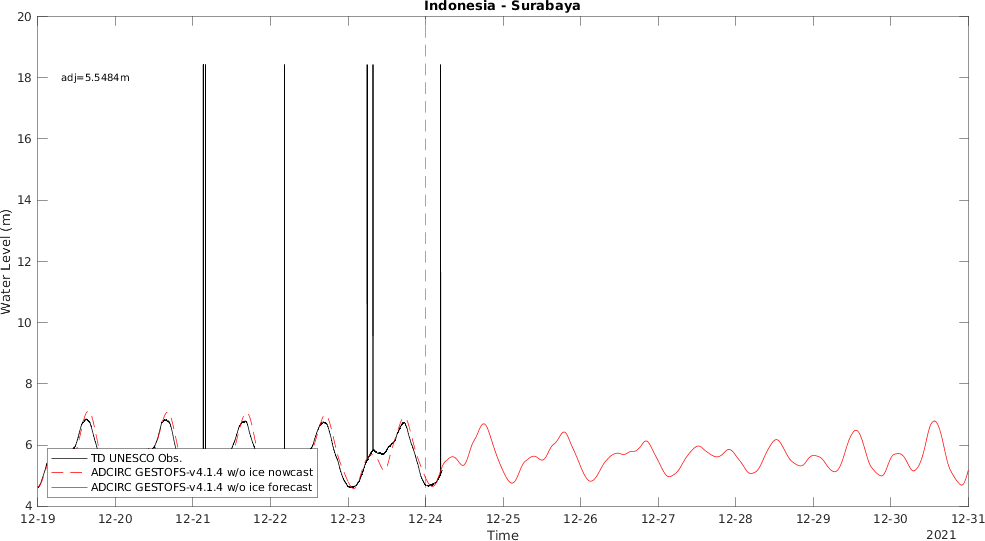 Indonesia - Surabaya
20
18
16
14
12
10
8
6
4
adj=5.5484m
Water Level (m)
TD UNESCO Obs.
ADCIRC GESTOFS-v4.1.4 w/o ice nowcast
ADCIRC GESTOFS-v4.1.4 w/o ice forecast
12-19 12-20 12-21 12-22 12-23 12-24 12-25 12-26 12-27 12-28 12-29 12-30 12-31
Time
2021